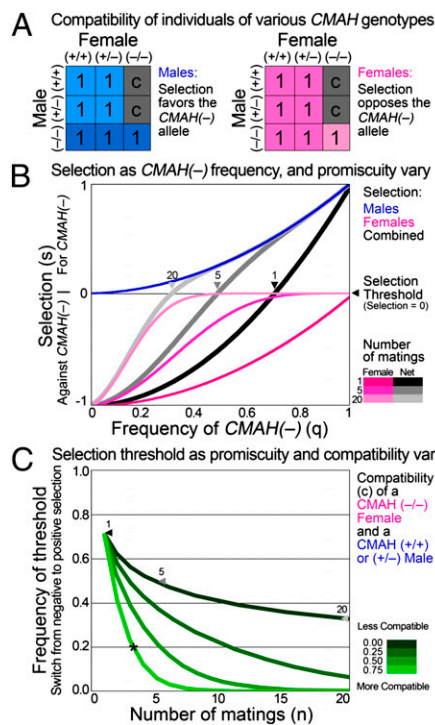 A
Compatibility of individuals of various CMAH genotypes
Female
(+/+) (+/–) (–/–)
Male
(+/+)
(+/–)
(–/–)
1 1 c
1 1 c
1 1 1
Males:
Selection
favors the
CMAH(–)
allele
Female
(+/+) (+/–) (–/–)
Male
(+/+)
(+/–)
(–/–)
1 1 c
1 1 c
1 1 1
Females:
Selection
opposes the
CMAH(–)
allele
B
Selection as CMAH(–) frequency, and promiscuity vary
Selection (s)
Against CMAH(–) | For CMAH(–)
1
0
-1
20
5
1
0 0.2 0.4 0.6 0.8 1
Frequency of CMAH(–) (q)
Selection:
Males
Females
Combined
Selection
Threshold
(Selection = 0)
Number
of matings
1
5
20
Female Net
C
Selection threshold as promiscuity and compatibility var
Frequency of threshold
Switch from negative to positive selection
1.0
0.8
0.6
0.4
0.2
0
1
5
20
*
0 5 10 15 20
Number of matings (n)
Compatibility
(c) of a
CMAH (–/–)
Female
and a
CMAH (+/+)
or (+/–) Male
Less Compatible
0.00
0.25
0.50
0.75
More Compatible